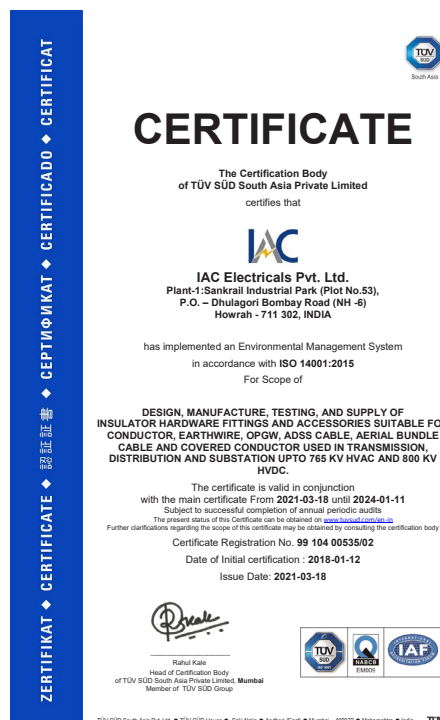 TÜV
SÜD
South Asia
ZERTIFIKAT ◆ CERTIFICATE ◆ 認証証書 ◆ СЕРТИФИКАТ ◆ CERTIFICADO ◆ CERTIFICAT
CERTIFICATE
The Certification Body
of TÜV SÜD South Asia Private Limited
certifies that
IAC
IAC Electricals Pvt. Ltd.
Plant-1:Sankrail Industrial Park (Plot No.53),
P.O. – Dhulagori Bombay Road (NH -6)
Howrah - 711 302, INDIA
has implemented an Environmental Management System
in accordance with ISO 14001:2015
For Scope of
DESIGN, MANUFACTURE, TESTING, AND SUPPLY OF
INSULATOR HARDWARE FITTINGS AND ACCESSORIES SUITABLE FO
CONDUCTOR, EARTHWIRE, OPGW, ADSS CABLE, AERIAL BUNDLE
CABLE AND COVERED CONDUCTOR USED IN TRANSMISSION,
DISTRIBUTION AND SUBSTATION UPTO 765 KV HVAC AND 800 KV
HVDC.
The certificate is valid in conjunction
with the main certificate From 2021-03-18 until 2024-01-11
Subject to successful completion of annual periodic audits
The present status of this Certificate can be obtained on www.tuvsud.com/en-in
Further clarifications regarding the scope of this certificate may be obtained by consulting the certification body
Certificate Registration No. 99 104 00535/02
Date of Initial certification : 2018-01-12
Issue Date: 2021-03-18
Rahul Kale
Head of Certification Body
of TÜV SÜD South Asia Private Limited, Mumbai
Member of TÜV SÜD Group
TÜV
SÜD
ISO 14001
NABCB
EM009
INTERNATIONAL
IAF
ACCREDITATION FORUM